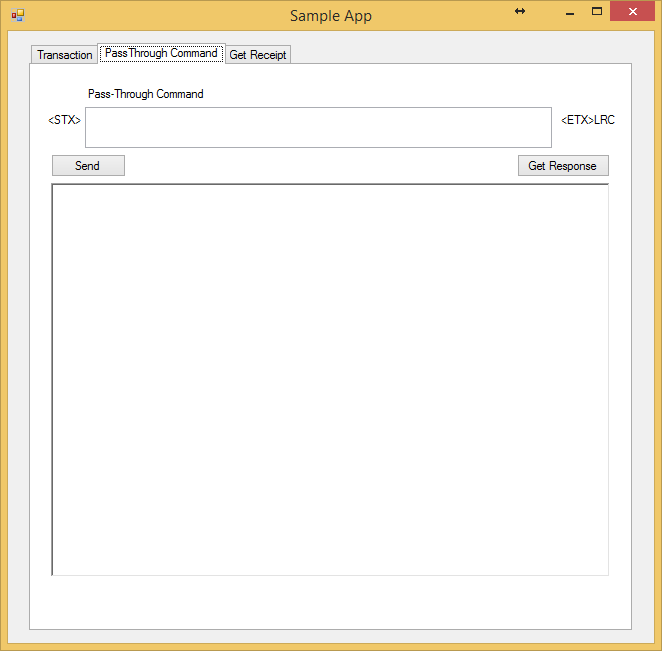 Sample App
Transaction PassThrough Command Get Receipt
Pass-Through Command
<STX> <ETX>LRC
Send Get Response